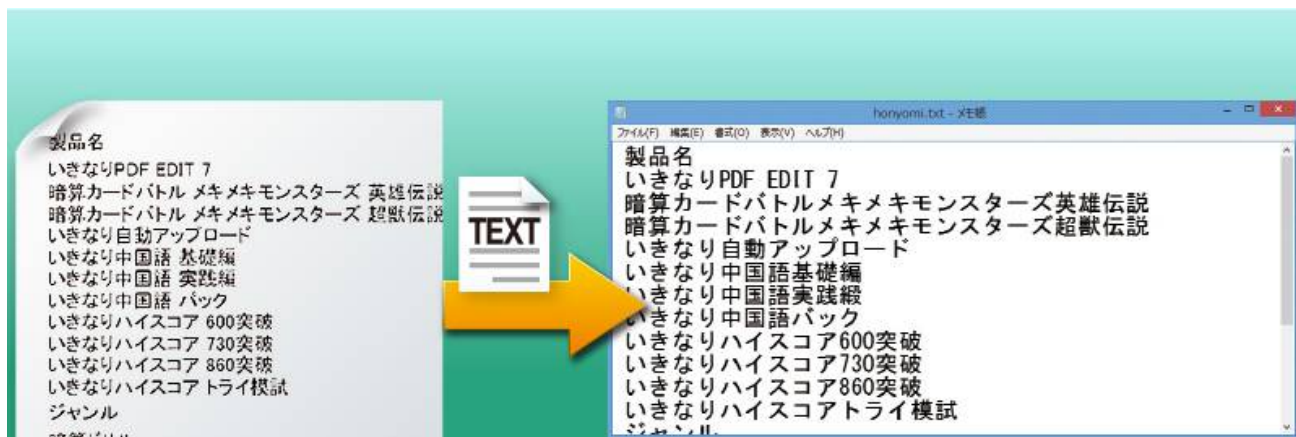 製品名
いきなりPDF EDIT 7
暗算カードバトル メキメキモンスターズ 英雄伝説
暗算カードバトル メキメキモンスターズ 超獣伝説
いきなり自動アップロード
いきなり中国語 基礎編
いきなり中国語 実践編
いきなり中国語 パック
いきなりハイスコア 600突破
いきなりハイスコア 730突破
いきなりハイスコア 860突破
いきなりハイスコア トライ模試
ジャンル
TEXT
honyomi.txt - メモ帳
ファイル(F) 編集(E) 書式(O) 表示(V) ヘルプ(H)
製品名
いきなりPDF EDIT 7
暗算カードバトルメキメキモンスターズ英雄伝説
暗算カードバトルメキメキモンスターズ超獣伝説
いきなり自動アップロード
いきなり中国語基礎編
いきなり中国語実践緞
いきなり中国語バック
いきなりハイスコア600突破
いきなりハイスコア730突破
いきなりハイスコア860突破
いきなりハイスコアトライ模試
ジャンル